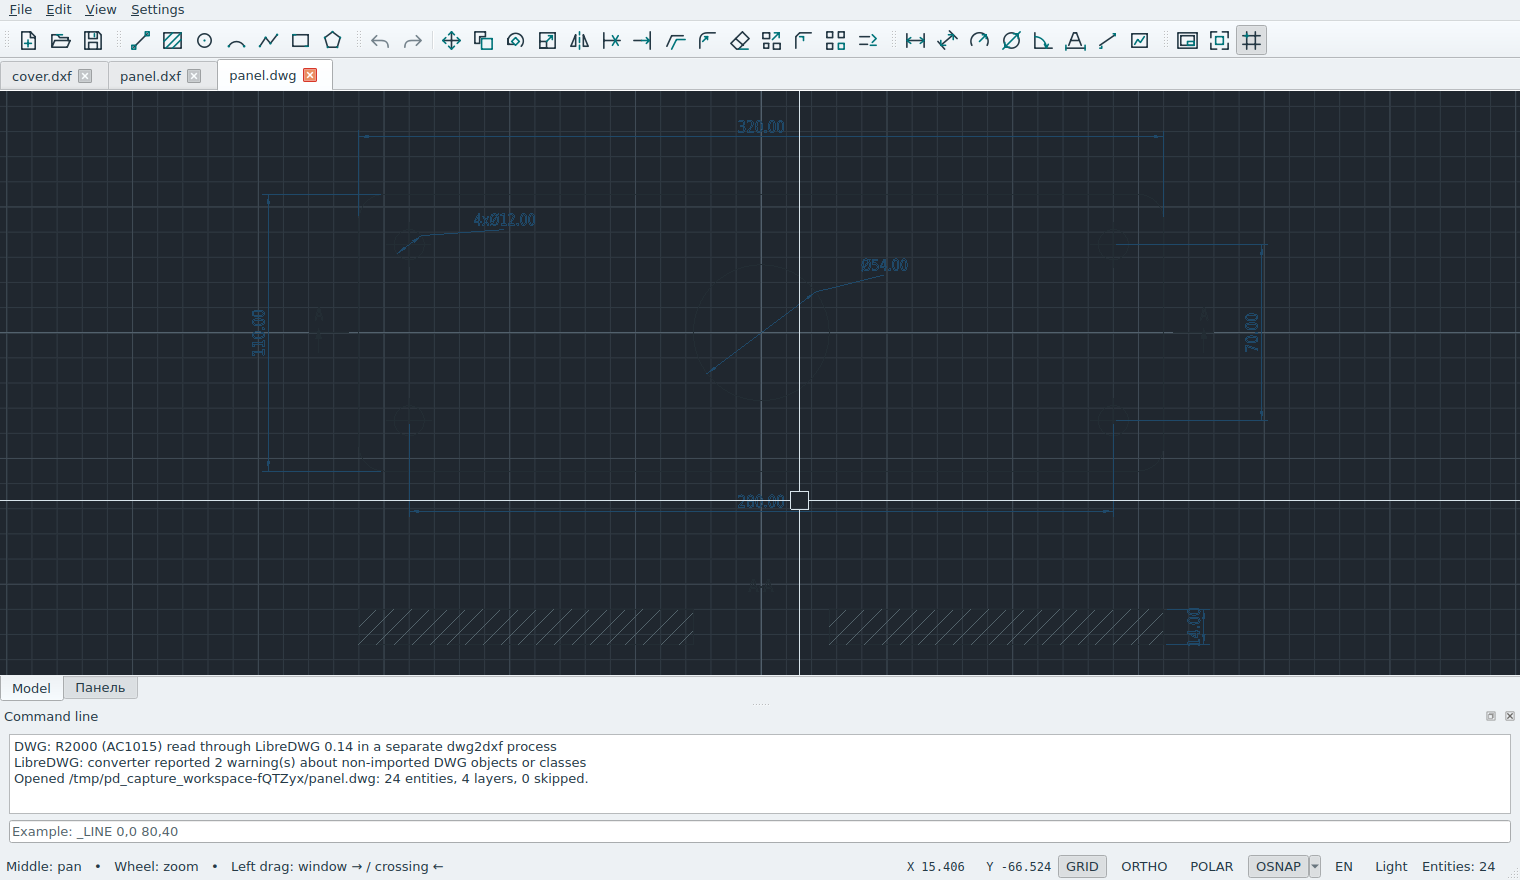 File Edit View Settings
cover.dxf panel.dxf panel.dwg
320.00
4xØ12.00
Ø54.00
110.00
70.00
280.00
14.00
Model Панель
Command line
DWG: R2000 (AC1015) read through LibreDWG 0.14 in a separate dwg2dxf process
LibreDWG: converter reported 2 warning(s) about non-imported DWG objects or classes
Opened /tmp/pd_capture_workspace-fQTZyx/panel.dwg: 24 entities, 4 layers, 0 skipped.
Example: _LINE 0,0 80,40
Middle: pan • Wheel: zoom • Left drag: window → / crossing ← X 15.406 Y -66.524 GRID ORTHO POLAR OSNAP EN Light Entities: 24